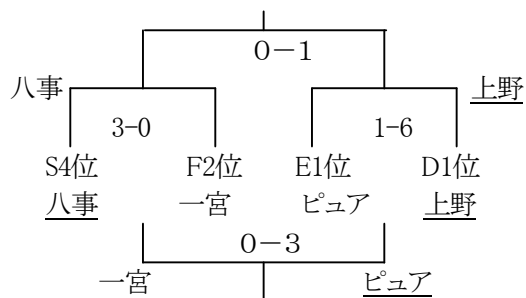 0－1
八事 上野
3-0 1-6
S4位 F2位 E1位 D1位
八事 一宮 ピュア 上野
0－3
一宮 ピュア